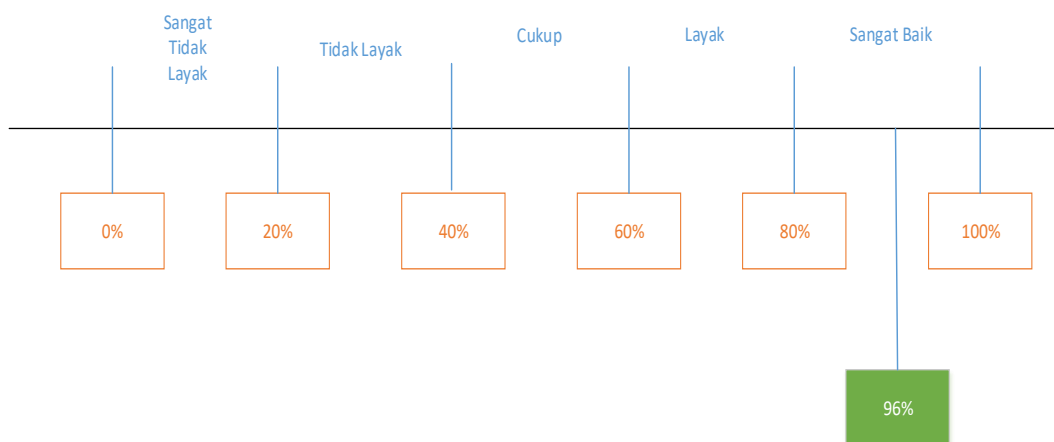 Sangat
Tidak
Layak
Tidak Layak
Cukup
Layak
Sangat Baik
0%
20%
40%
60%
80%
100%
96%